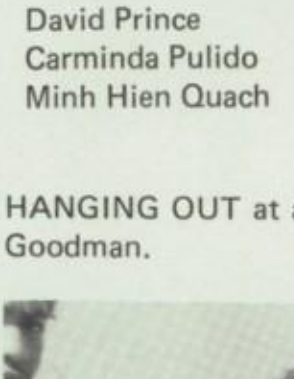 David Prince
Carminda Pulido
Minh Hien Quach
HANGING OUT at a
Goodman.